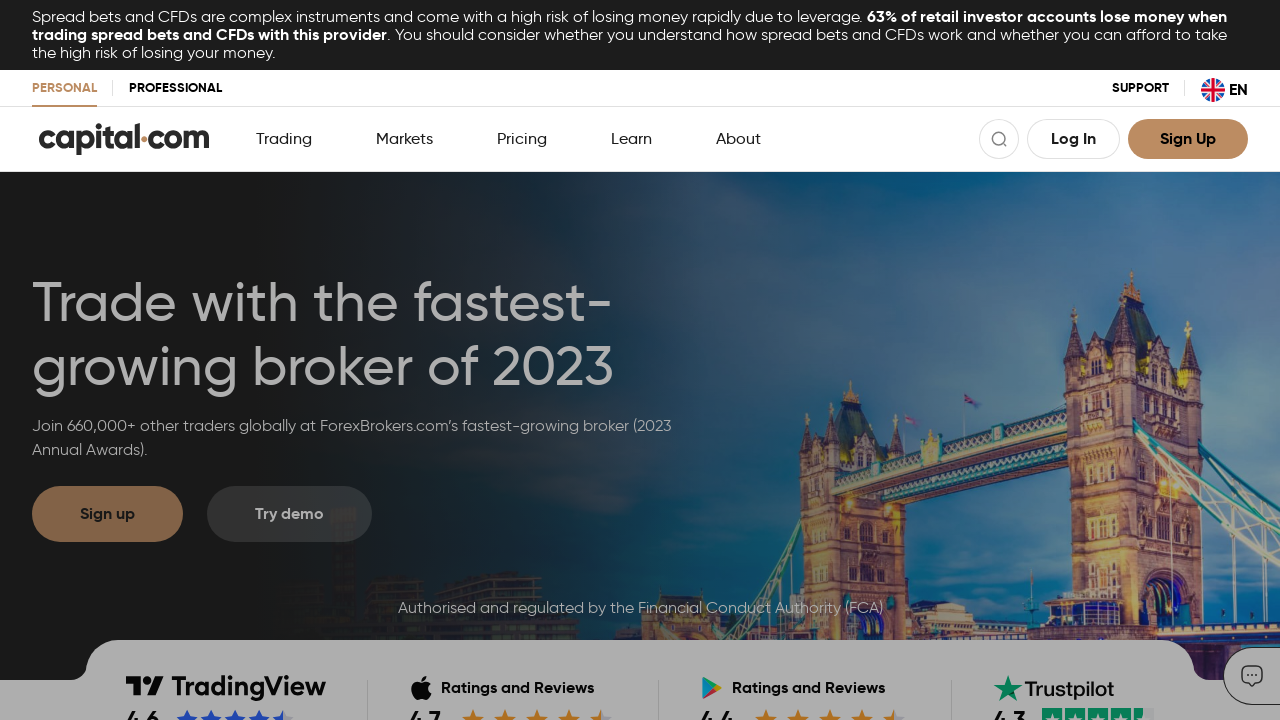 Spread bets and CFDs are complex instruments and come with a high risk of losing money rapidly due to leverage. 63% of retail investor accounts lose money when
trading spread bets and CFDs with this provider. You should consider whether you understand how spread bets and CFDs work and whether you can afford to take
the high risk of losing your money.
PERSONAL PROFESSIONAL SUPPORT EN
capital.com Trading Markets Pricing Learn About Log In Sign Up
Trade with the fastest-
growing broker of 2023
Join 660,000+ other traders globally at ForexBrokers.com’s fastest-growing broker (2023
Annual Awards).
Sign up Try demo
Authorised and regulated by the Financial Conduct Authority (FCA)
TradingView Ratings and Reviews Ratings and Reviews Trustpilot
4.6 4.7 4.4 4.3